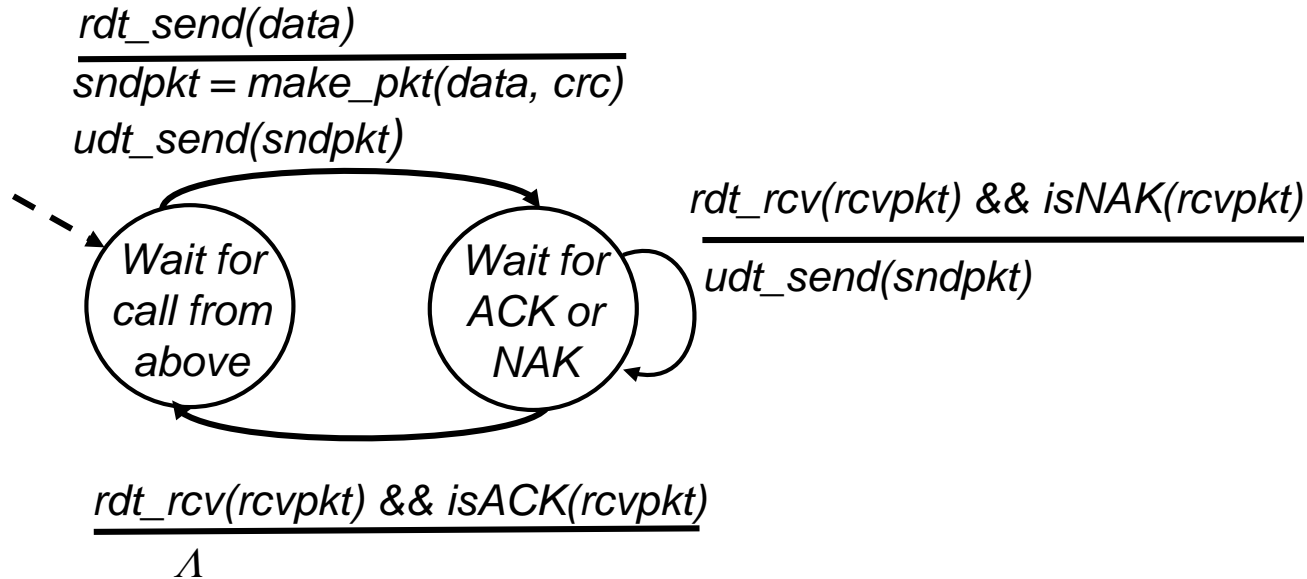 rdt_send(data)
sndpkt = make_pkt(data, crc)
udt_send(sndpkt)
rdt_rcv(rcvpkt) && isNAK(rcvpkt)
udt_send(sndpkt)
Wait for
call from
above
Wait for
ACK or
NAK
rdt_rcv(rcvpkt) && isACK(rcvpkt)
Λ